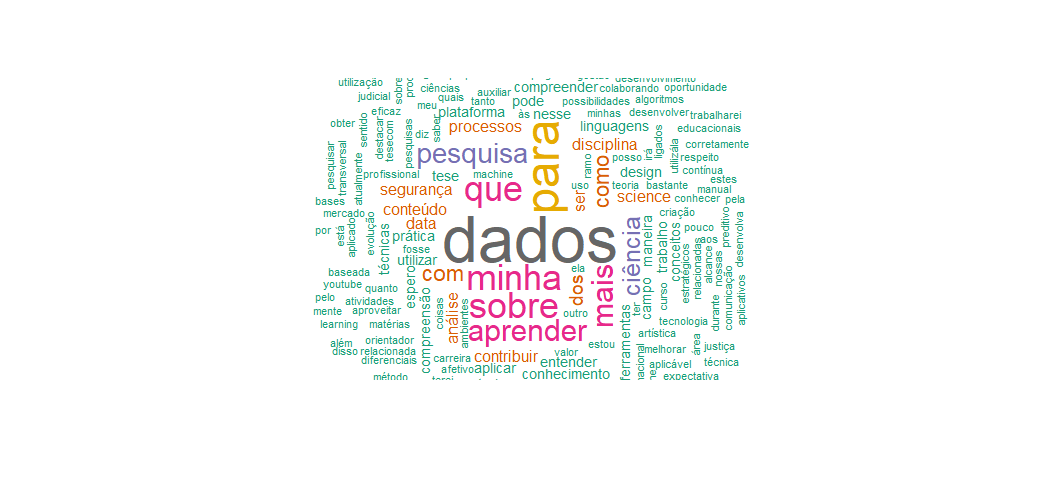 desenvolvimento
utilização
sobre
ciências
auxiliar
compreender
colaborando
oportunidade
judicial
quais
tanto
pode
possibilidades
algoritmos
meu
plataforma
às
nesse
minhas
desenvolver
trabalharei
eficaz
obter
sentido
destacar
tesecom
pesquisas
diz
saber
processos
linguagens
educacionais
pesquisar
transversal
pesquisa
para
disciplina
irá
ligados
utilizála
corretamente
atualmente
profissional
tese
machine
ramo
como
posso
design
respeito
contínua
segurança
que
uso
ser
teoria
bastante
estes
bases
science
conhecer
manual
pela
mercado
conteúdo
criação
por
está
aplicado
evolução
data
prática
dados
ciência
maneira
pouco
aos
preditivo
desenvolva
técnicas
fosse
utilizar
campo
trabalho
conceitos
estratégicos
relacionadas
alcance
nossas
baseada
youtube
quanto
espero
com
minha
ela
dos
mais
ter
curso
durante
comunicação
aplicativos
pelo
atividades
sobre
outro
mente
aproveitar
compreensão
coisas
análise
ambientes
aprender
ferramentas
tecnologia
learning
matérias
artística
além
orientador
estou
melhorar
área
justiça
disso
relacionada
diferenciais
carreira
contribuir
valor
entender
afetivo
aplicar
conhecimento
aplicável
técnica
método
expectativa